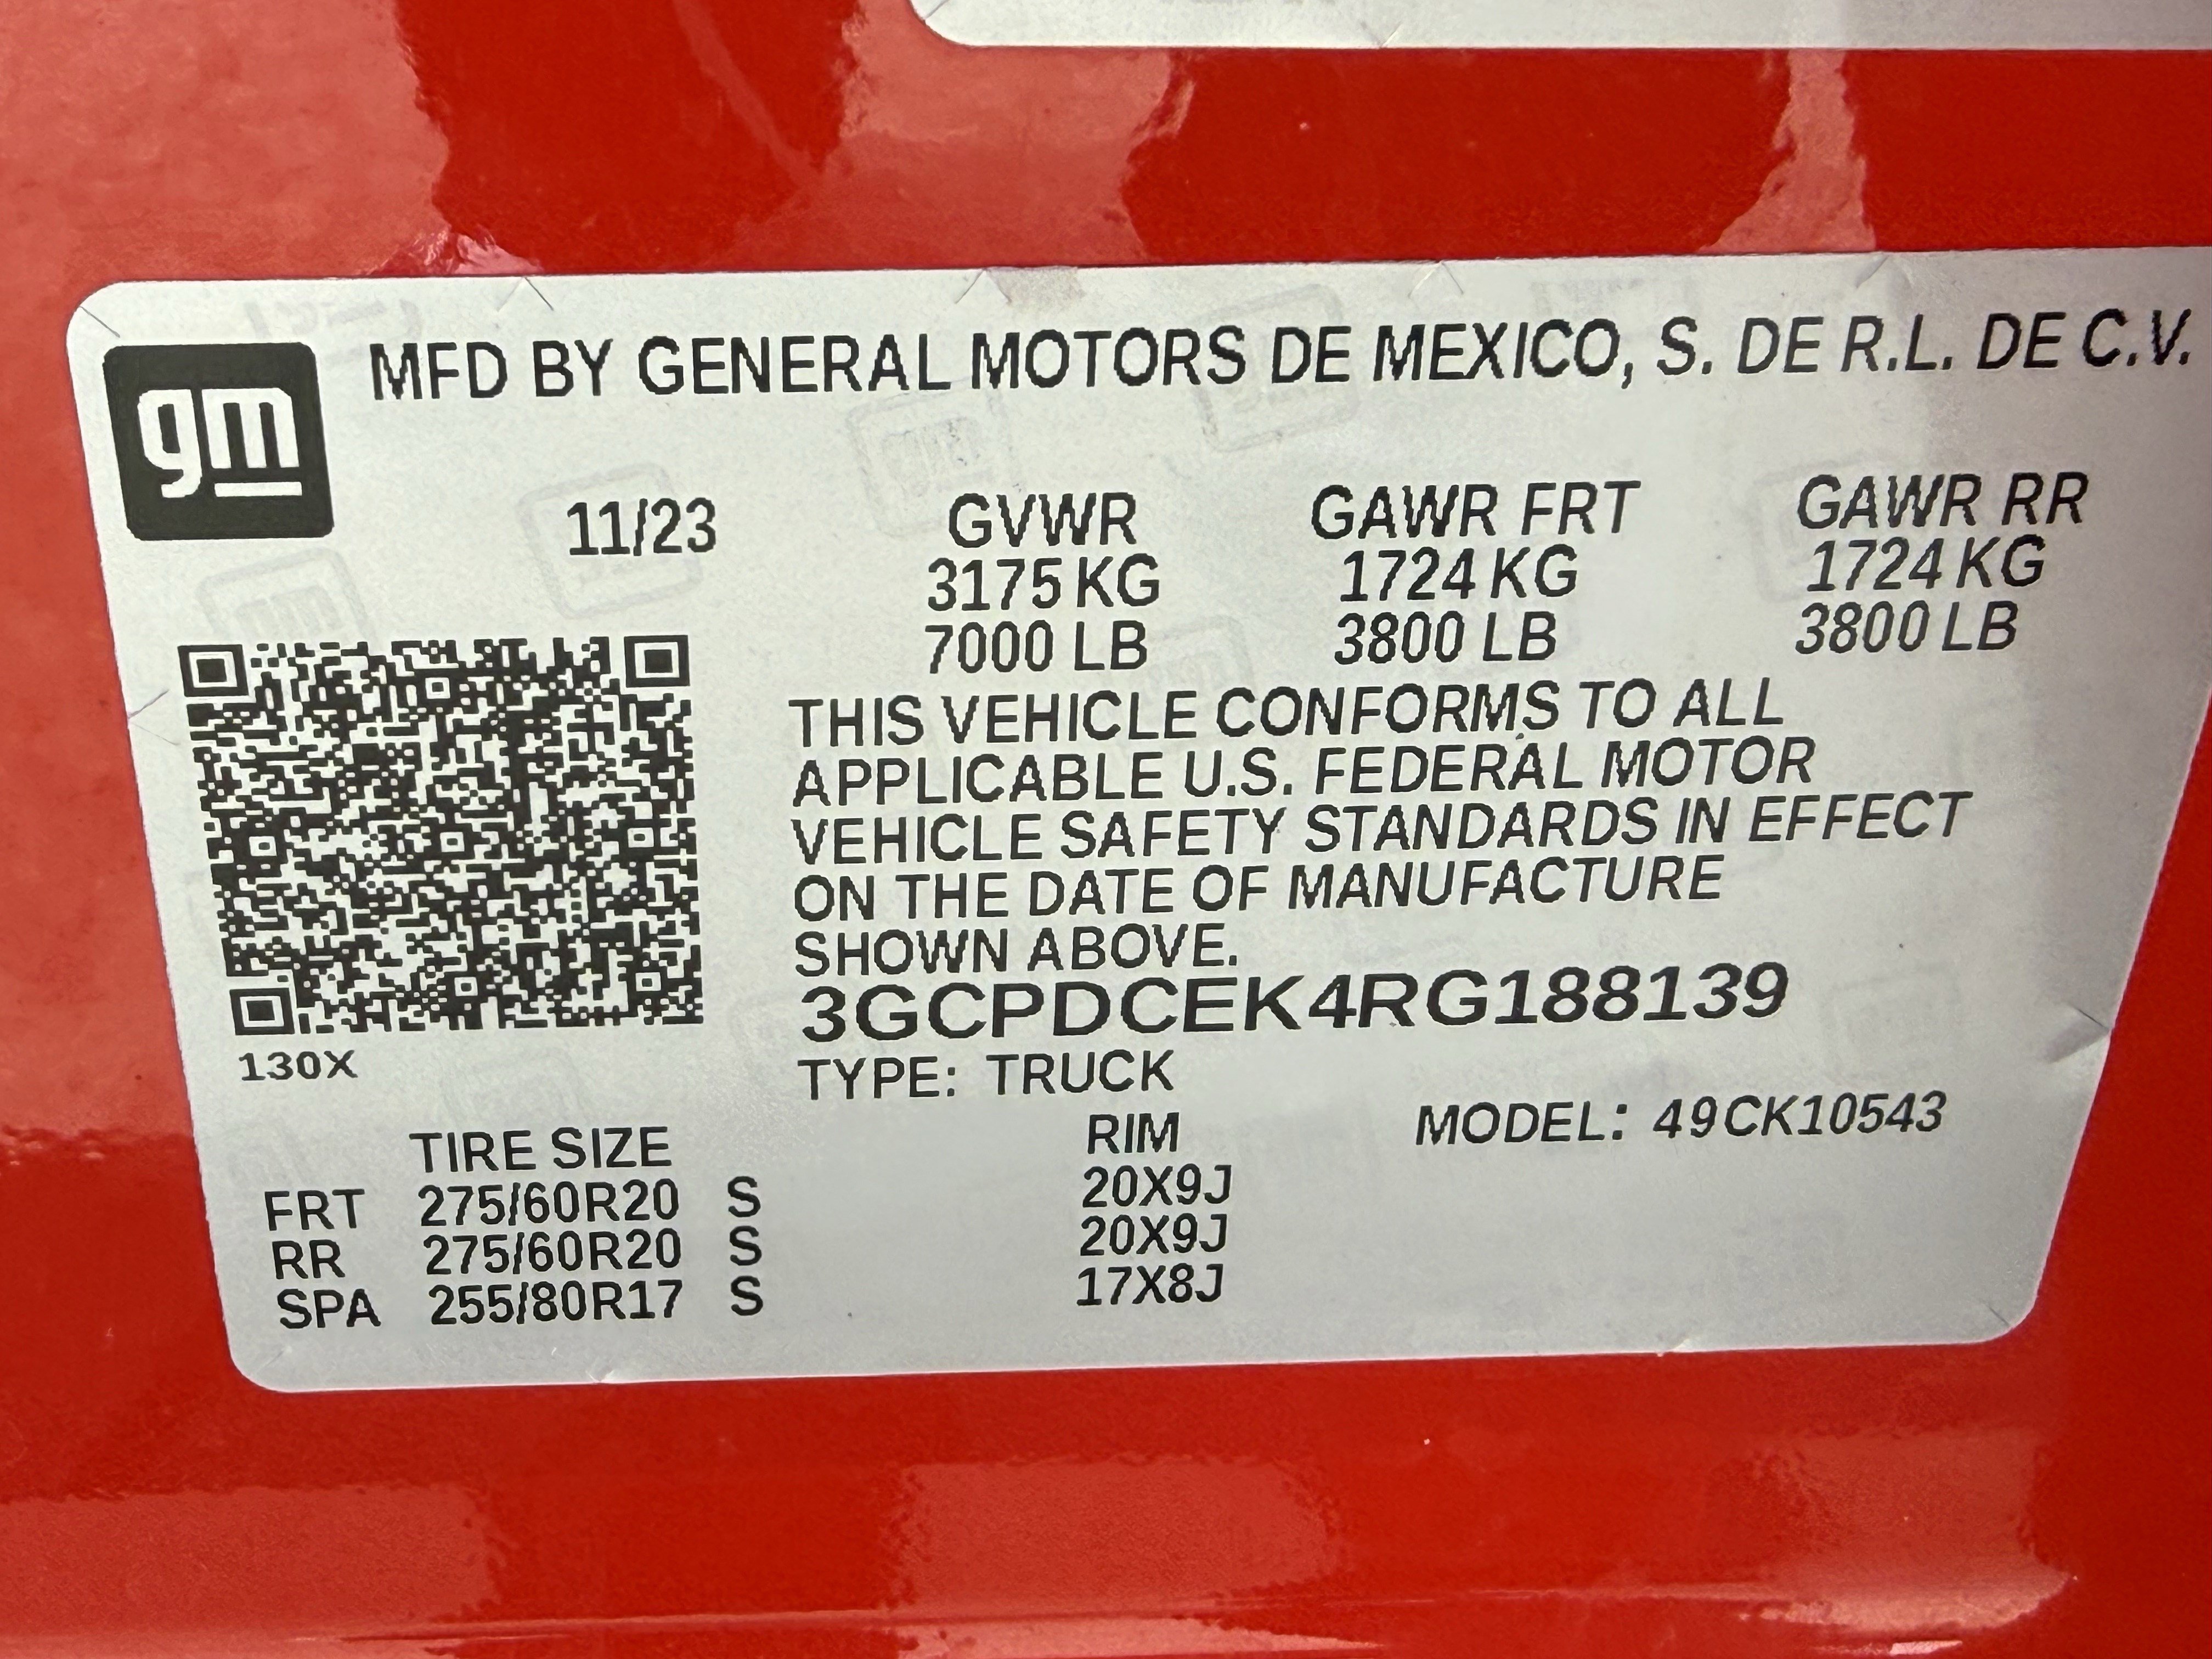 gm
MFD BY GENERAL MOTORS DE MEXICO, S. DE R.L. DE C.V.
11/23 GVWR GAWR FRT GAWR RR
3175 KG 1724 KG 1724 KG
7000 LB 3800 LB 3800 LB
THIS VEHICLE CONFORMS TO ALL
APPLICABLE U.S. FEDERAL MOTOR
VEHICLE SAFETY STANDARDS IN EFFECT
ON THE DATE OF MANUFACTURE
SHOWN ABOVE.
3GCPDCEK4RG188139
130X
TYPE: TRUCK
MODEL: 49CK10543
TIRE SIZE RIM
FRT 275/60R20 S 20X9J
RR 275/60R20 S 20X9J
SPA 255/80R17 S 17X8J